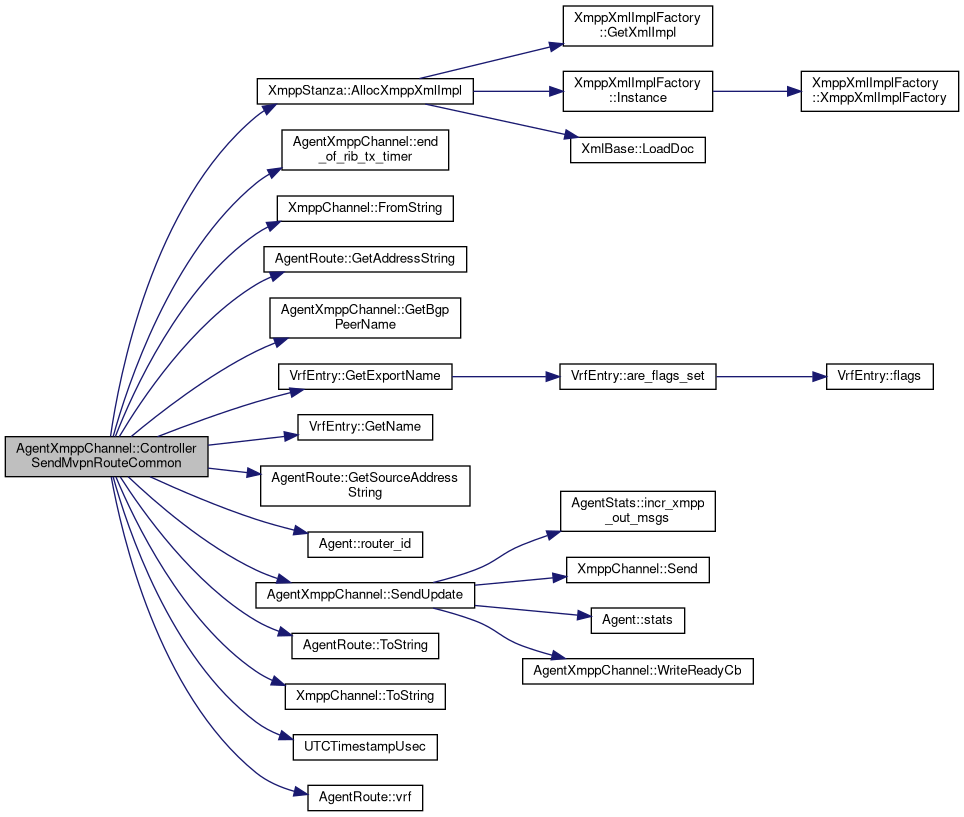 XmppXmlImplFactory
::GetXmlImpl
XmppStanza::AllocXmppXmlImpl
XmppXmlImplFactory
::Instance
XmppXmlImplFactory
::XmppXmlImplFactory
XmlBase::LoadDoc
AgentXmppChannel::end
_of_rib_tx_timer
XmppChannel::FromString
AgentRoute::GetAddressString
AgentXmppChannel::GetBgp
PeerName
VrfEntry::GetExportName
VrfEntry::are_flags_set
VrfEntry::flags
VrfEntry::GetName
AgentXmppChannel::Controller
SendMvpnRouteCommon
AgentRoute::GetSourceAddress
String
Agent::router_id
AgentStats::incr_xmpp
_out_msgs
XmppChannel::Send
AgentXmppChannel::SendUpdate
Agent::stats
AgentXmppChannel::WriteReadyCb
AgentRoute::ToString
XmppChannel::ToString
UTCTimestampUsec
AgentRoute::vrf